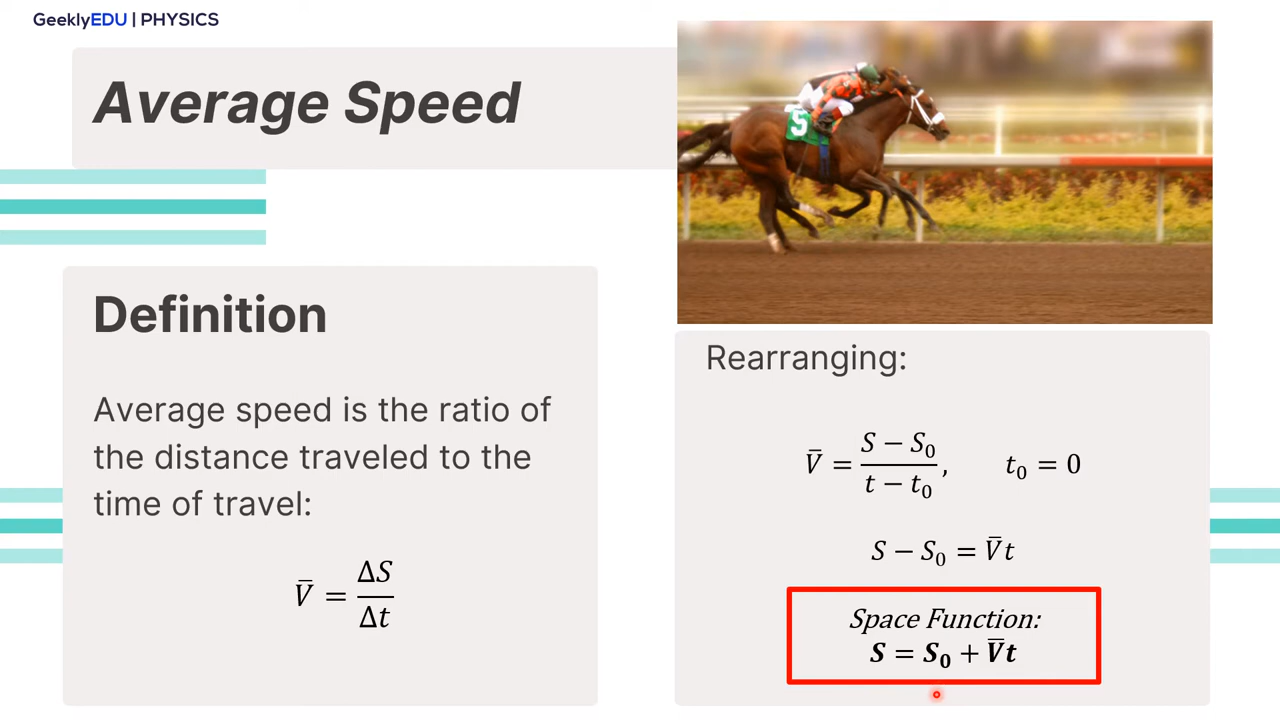 GeeklyEDU | PHYSICS
Average Speed
5
Definition
Average speed is the ratio of
the distance traveled to the
time of travel:
V̅ = ΔS/Δt
Rearranging:
V̅ = (S − S₀)/(t − t₀), t₀ = 0
S − S₀ = V̅t
Space Function:
S = S₀ + V̅t